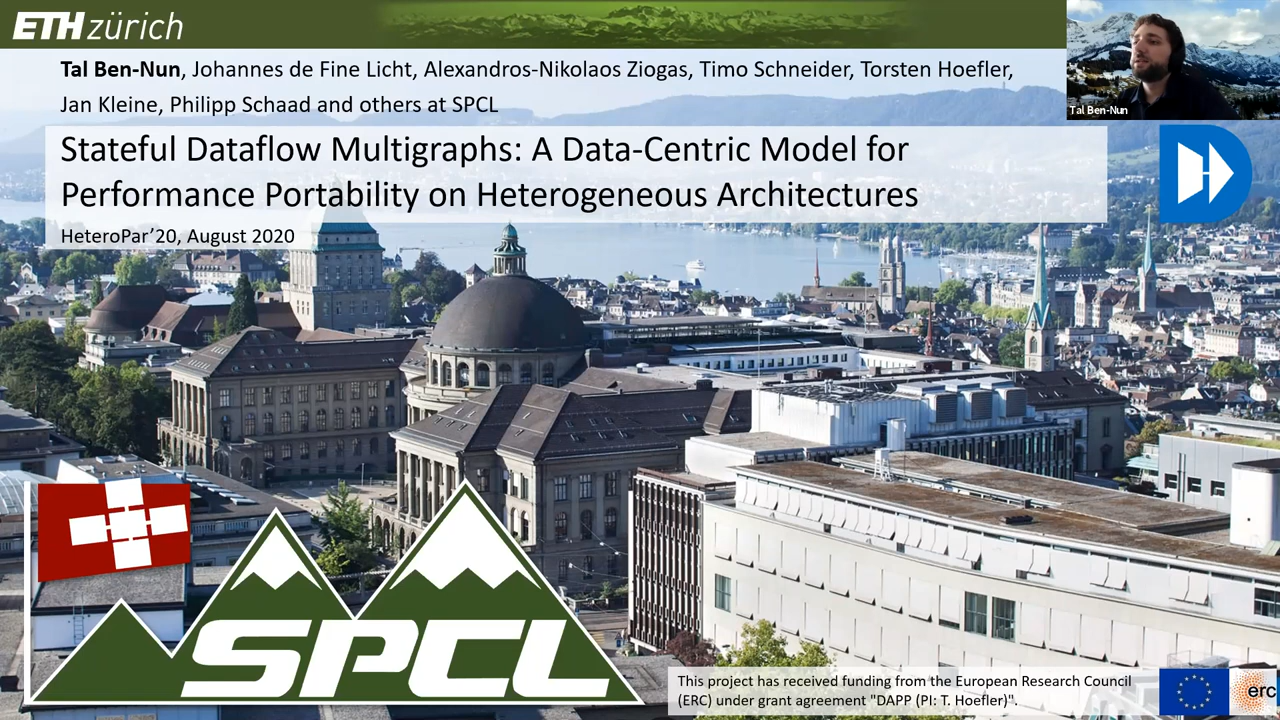 ETH zürich
Tal Ben-Nun, Johannes de Fine Licht, Alexandros-Nikolaos Ziogas, Timo Schneider, Torsten Hoefler,
Jan Kleine, Philipp Schaad and others at SPCL
Tal Ben-Nun
Stateful Dataflow Multigraphs: A Data-Centric Model for
Performance Portability on Heterogeneous Architectures
HeteroPar’20, August 2020
SPCL
This project has received funding from the European Research Council
(ERC) under grant agreement "DAPP (PI: T. Hoefler)".
erc